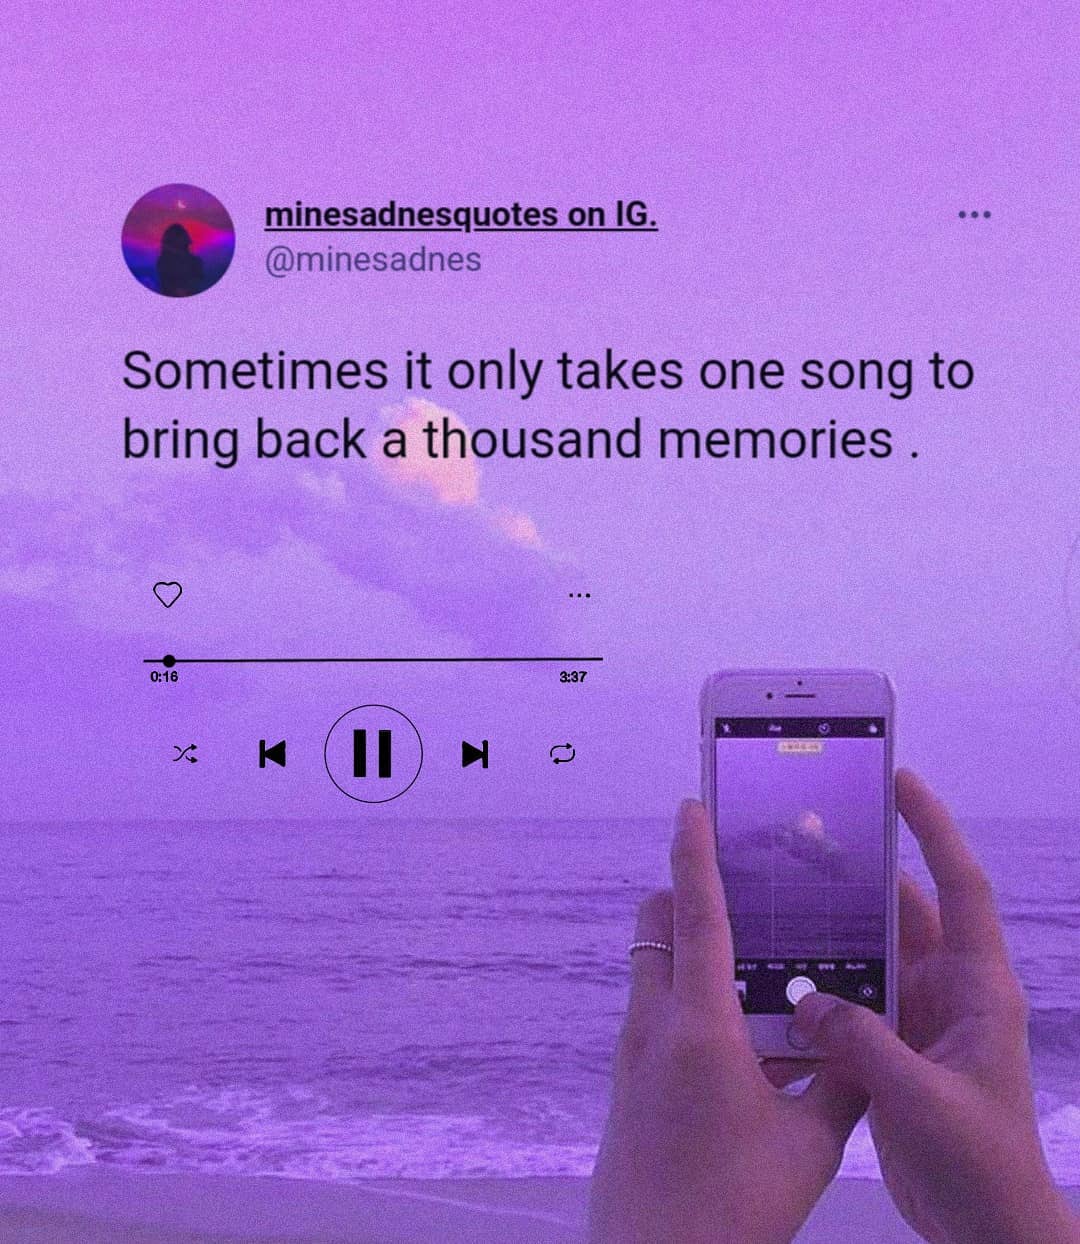 minesadnesquotes on IG.
@minesadnes
Sometimes it only takes one song to
bring back a thousand memories .
0:16
3:37